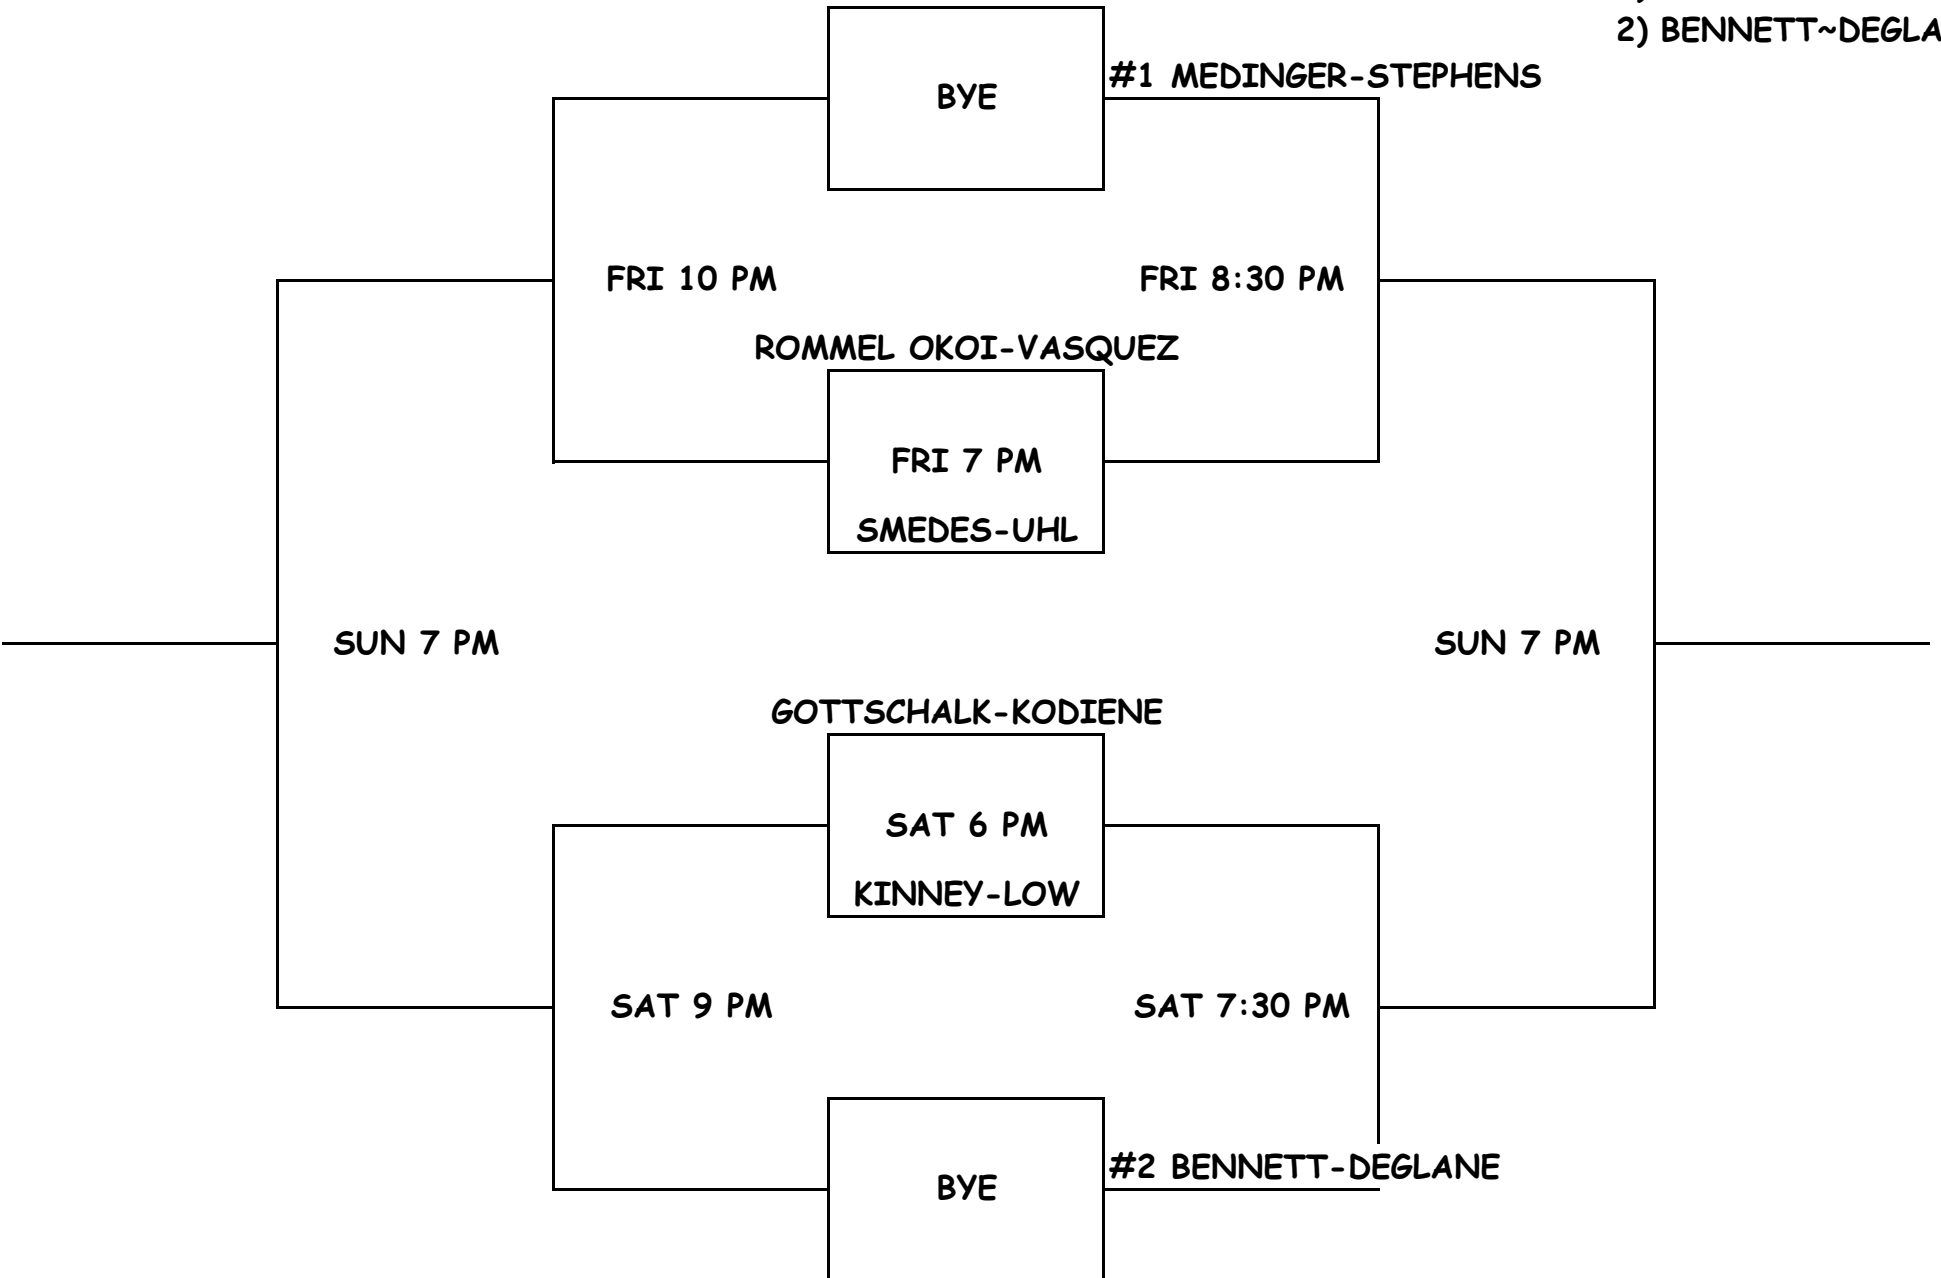 2) BENNETT~DEGLA
#1 MEDINGER-STEPHENS
BYE
FRI 10 PM
FRI 8:30 PM
ROMMEL OKOI-VASQUEZ
FRI 7 PM
SMEDES-UHL
SUN 7 PM
SUN 7 PM
GOTTSCHALK-KODIENE
SAT 6 PM
KINNEY-LOW
SAT 9 PM
SAT 7:30 PM
#2 BENNETT-DEGLANE
BYE